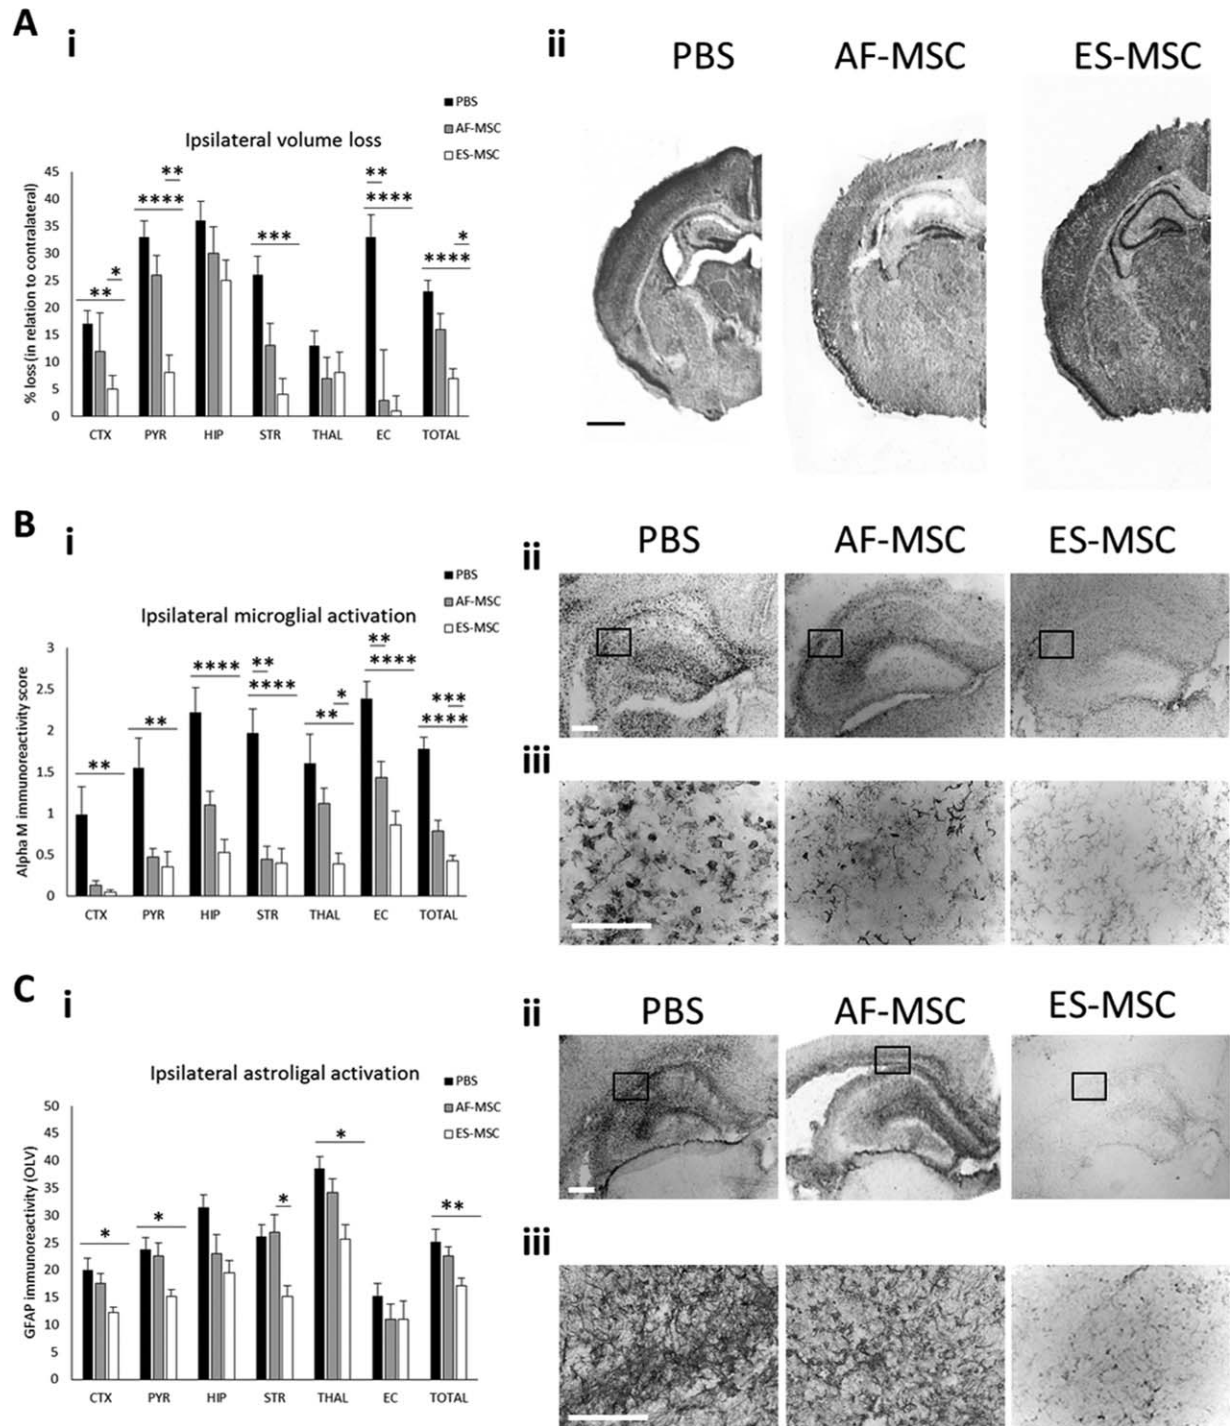 A
i
ii
PBS
AF-MSC
ES-MSC
PBS
AF-MSC
ES-MSC
Ipsilateral volume loss
% loss (in relation to contralateral)
45
40
35
30
25
20
15
10
5
0
** * **** ** *** ** **** * ****
CTX PYR HIP STR THAL EC TOTAL
B
i
ii
PBS
AF-MSC
ES-MSC
PBS
AF-MSC
ES-MSC
Ipsilateral microglial activation
Alpha M immunoreactivity score
3
2.5
2
1.5
1
0.5
0
** ** **** ** **** ** * ** **** *** ****
CTX PYR HIP STR THAL EC TOTAL
iii
C
i
ii
PBS
AF-MSC
ES-MSC
PBS
AF-MSC
ES-MSC
Ipsilateral astroligal activation
GFAP immunoreactivity (OLV)
50
45
40
35
30
25
20
15
10
5
0
* * * * **
CTX PYR HIP STR THAL EC TOTAL
iii